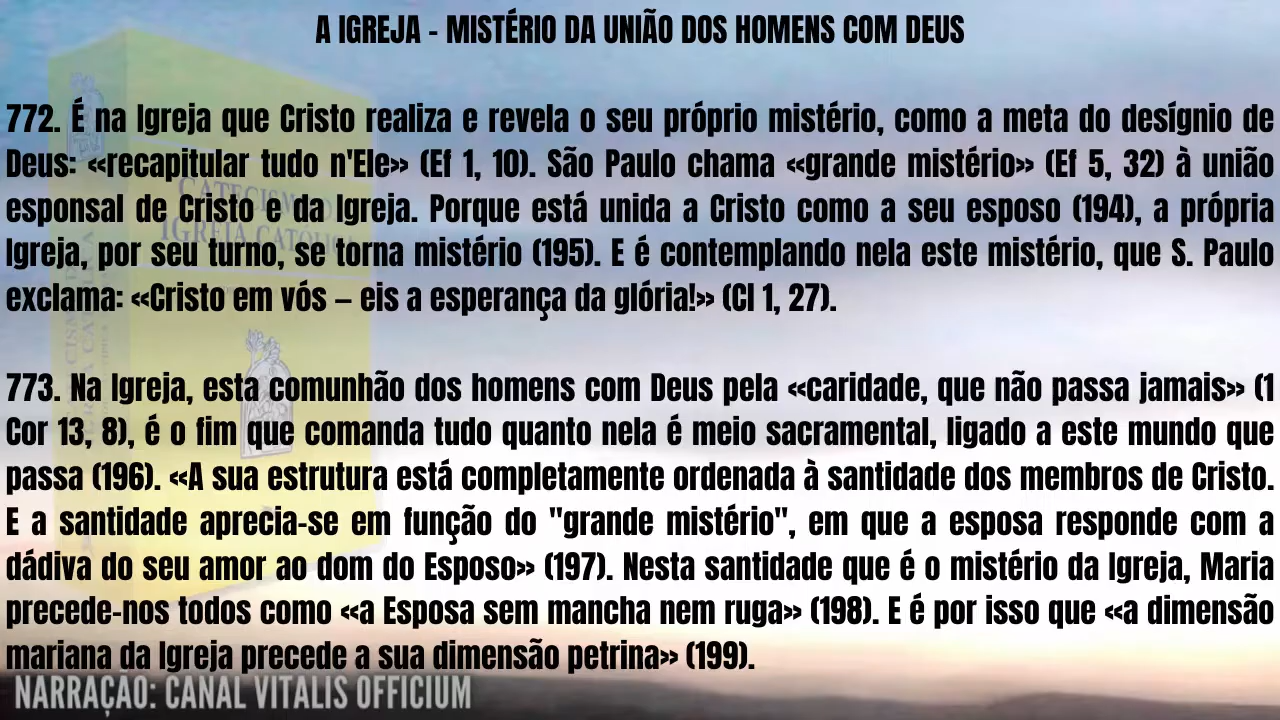 A IGREJA - MISTÉRIO DA UNIÃO DOS HOMENS COM DEUS
772. É na Igreja que Cristo realiza e revela o seu próprio mistério, como a meta do desígnio de
Deus: «recapitular tudo n'Ele» (Ef 1, 10). São Paulo chama «grande mistério» (Ef 5, 32) à união
esponsal de Cristo e da Igreja. Porque está unida a Cristo como a seu esposo (194), a própria
Igreja, por seu turno, se torna mistério (195). E é contemplando nela este mistério, que S. Paulo
exclama: «Cristo em vós – eis a esperança da glória!» (Cl 1, 27).
773. Na Igreja, esta comunhão dos homens com Deus pela «caridade, que não passa jamais» (1
Cor 13, 8), é o fim que comanda tudo quanto nela é meio sacramental, ligado a este mundo que
passa (196). «A sua estrutura está completamente ordenada à santidade dos membros de Cristo.
E a santidade aprecia-se em função do "grande mistério", em que a esposa responde com a
dádiva do seu amor ao dom do Esposo» (197). Nesta santidade que é o mistério da Igreja, Maria
precede-nos todos como «a Esposa sem mancha nem ruga» (198). E é por isso que «a dimensão
mariana da Igreja precede a sua dimensão petrina» (199).
NARRAÇÃO: CANAL VITALIS OFFICIUM
CATECISMO DA
IGREJA CATÓLICA